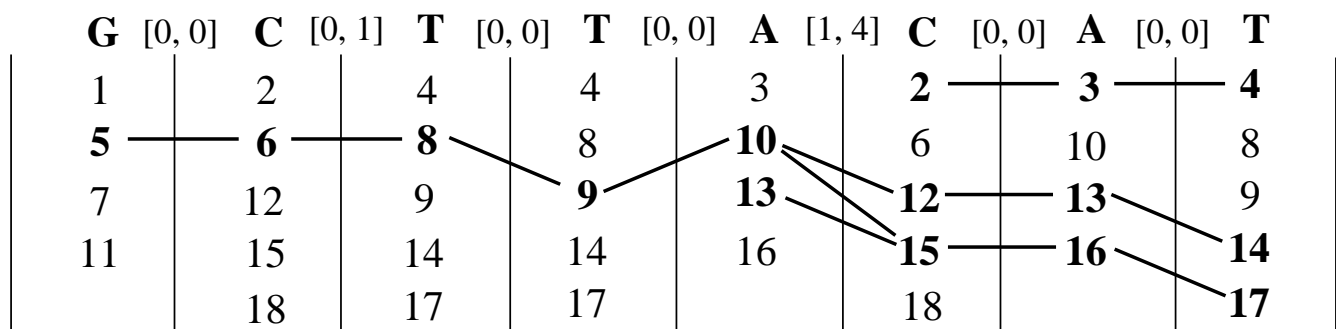 G [0, 0] C [0, 1] T [0, 0] T [0, 0] A [1, 4] C [0, 0] A [0, 0] T
1 2 4 4 3 2 3 4
5 6 8 8 10 6 10 8
7 12 9 9 13 12 13 9
11 15 14 14 16 15 16 14
18 17 17 18 17